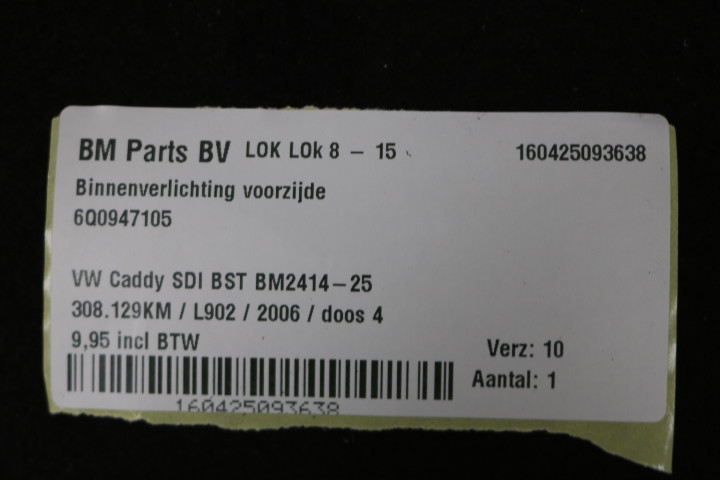 BM Parts BV LOK LOk 8 - 15 160425093638
Binnenverlichting voorzijde
6Q0947105
VW Caddy SDI BST BM2414-25
308.129KM / L902 / 2006 / doos 4
9,95 incl BTW
Verz: 10
Aantal: 1
160425093638